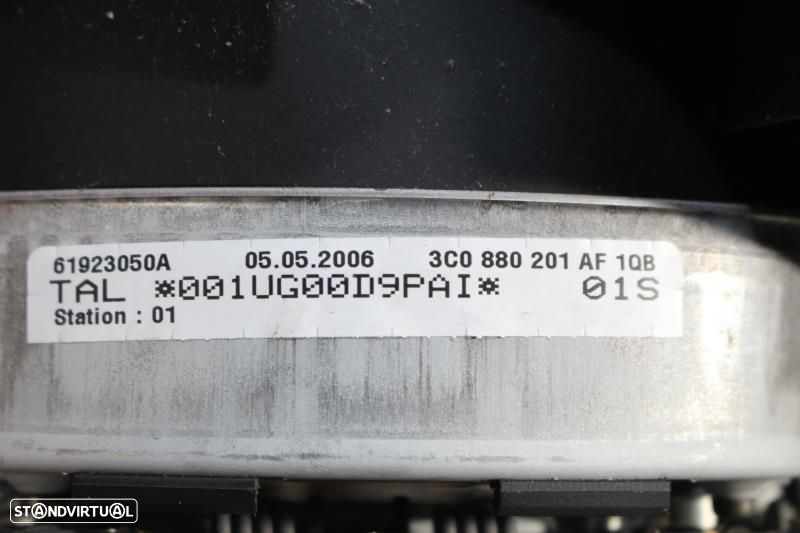 61923050A 05.05.2006 3C0 880 201 AF 1QB
TAL *001UG00D9PAI* 01S
Station : 01
STANDVIRTUAL